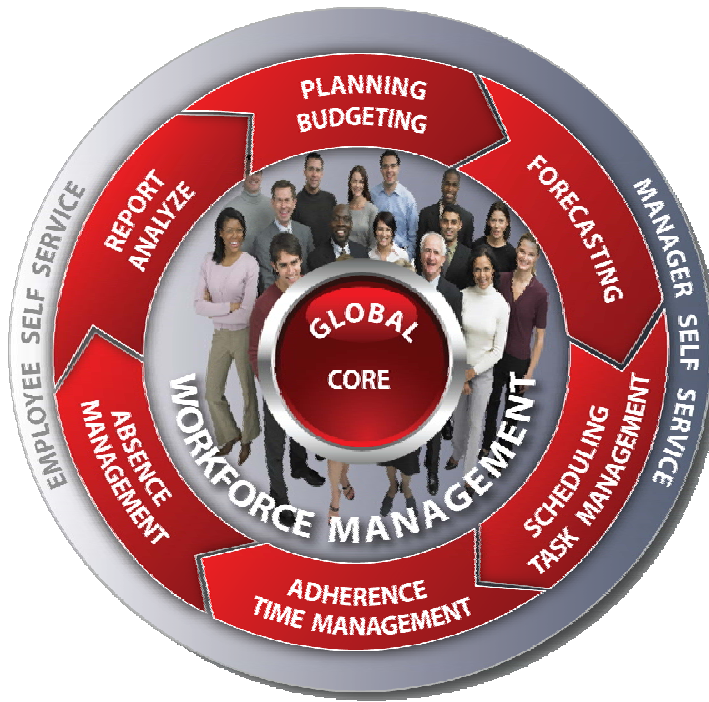 PLANNING
BUDGETING
FORECASTING
SCHEDULING
TASK MANAGEMENT
ADHERENCE
TIME MANAGEMENT
ABSENCE
MANAGEMENT
REPORT
ANALYZE
EMPLOYEE SELF SERVICE
MANAGER SELF SERVICE
GLOBAL
CORE
WORKFORCE MANAGEMENT